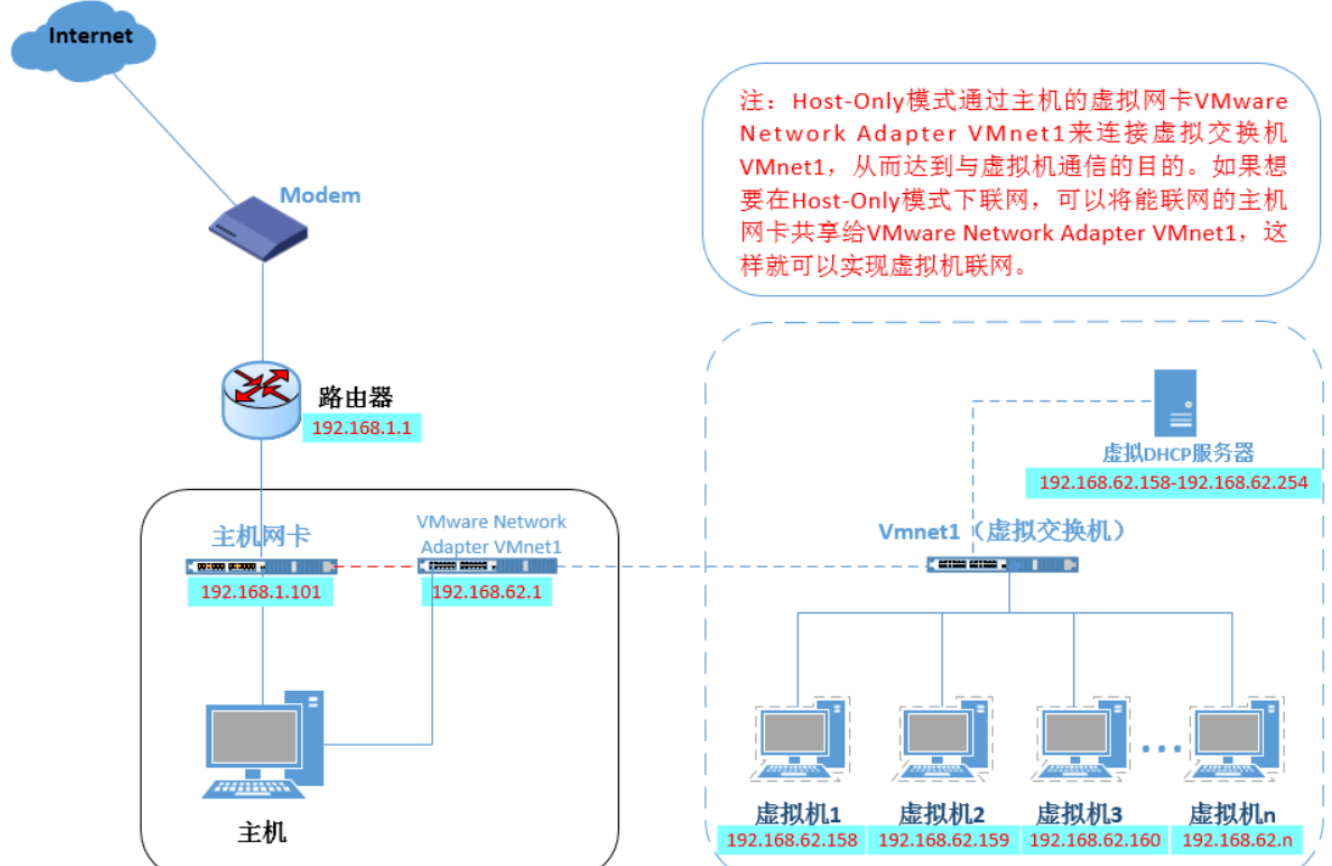 Internet
注：Host-Only模式通过主机的虚拟网卡VMware
Network Adapter VMnet1来连接虚拟交换机
VMnet1，从而达到与虚拟机通信的目的。如果想
要在Host-Only模式下联网，可以将能联网的主机
网卡共享给VMware Network Adapter VMnet1，这
样就可以实现虚拟机联网。
Modem
路由器
192.168.1.1
虚拟DHCP服务器
192.168.62.158-192.168.62.254
主机网卡
192.168.1.101
VMware Network
Adapter VMnet1
192.168.62.1
Vmnet1（虚拟交换机）
主机
虚拟机1
192.168.62.158
虚拟机2
192.168.62.159
虚拟机3
192.168.62.160
虚拟机n
192.168.62.n